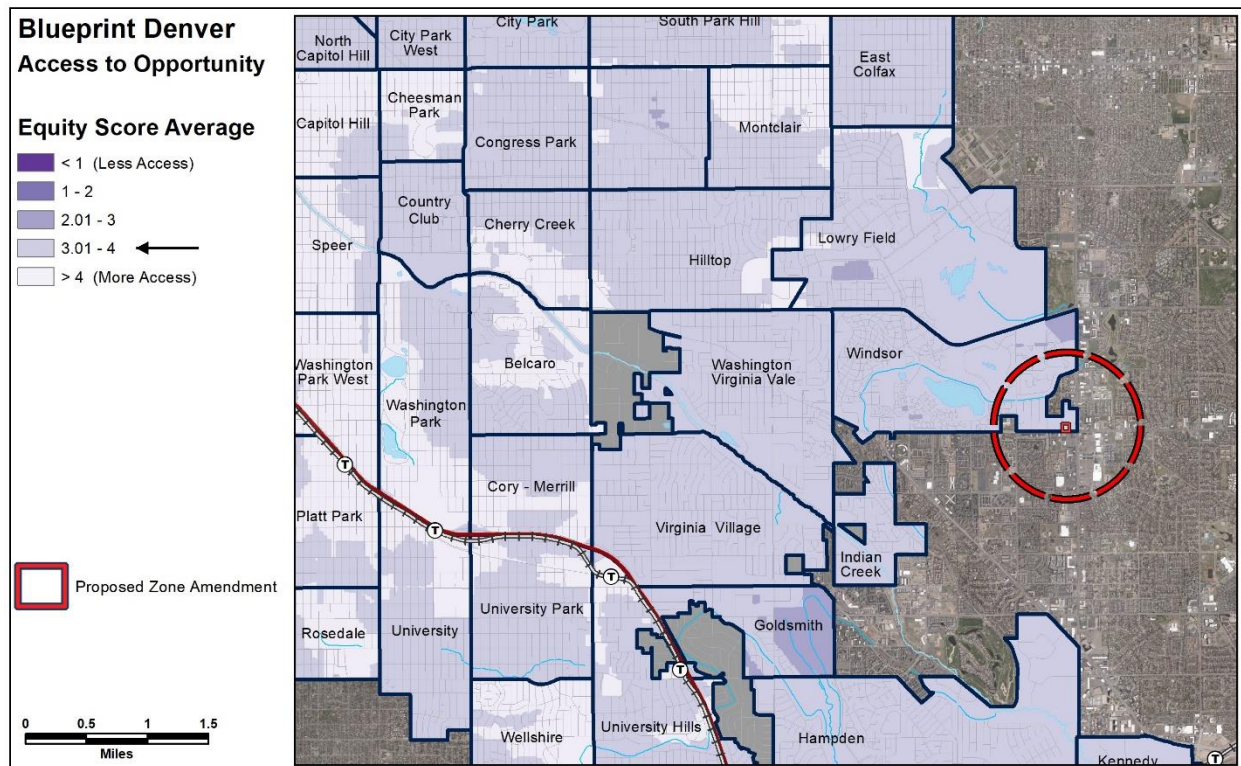 Blueprint Denver
Access to Opportunity
Equity Score Average
< 1 (Less Access)
1 - 2
2.01 - 3
3.01 - 4
> 4 (More Access)
Proposed Zone Amendment
0 0.5 1 1.5
Miles
North
Capitol Hill
City Park
West
City Park
South Park Hill
East
Colfax
Capitol Hill
Cheesman
Park
Congress Park
Montclair
Speer
Country
Club
Cherry Creek
Hilltop
Lowry Field
Washington
Park West
Washington
Park
Belcaro
Washington
Virginia Vale
Windsor
Platt Park
Cory - Merrill
Virginia Village
Indian
Creek
T
T
T
Rosedale
University
University Park
Goldsmith
T
Wellshire
University Hills
Hampden
Kennedy
T